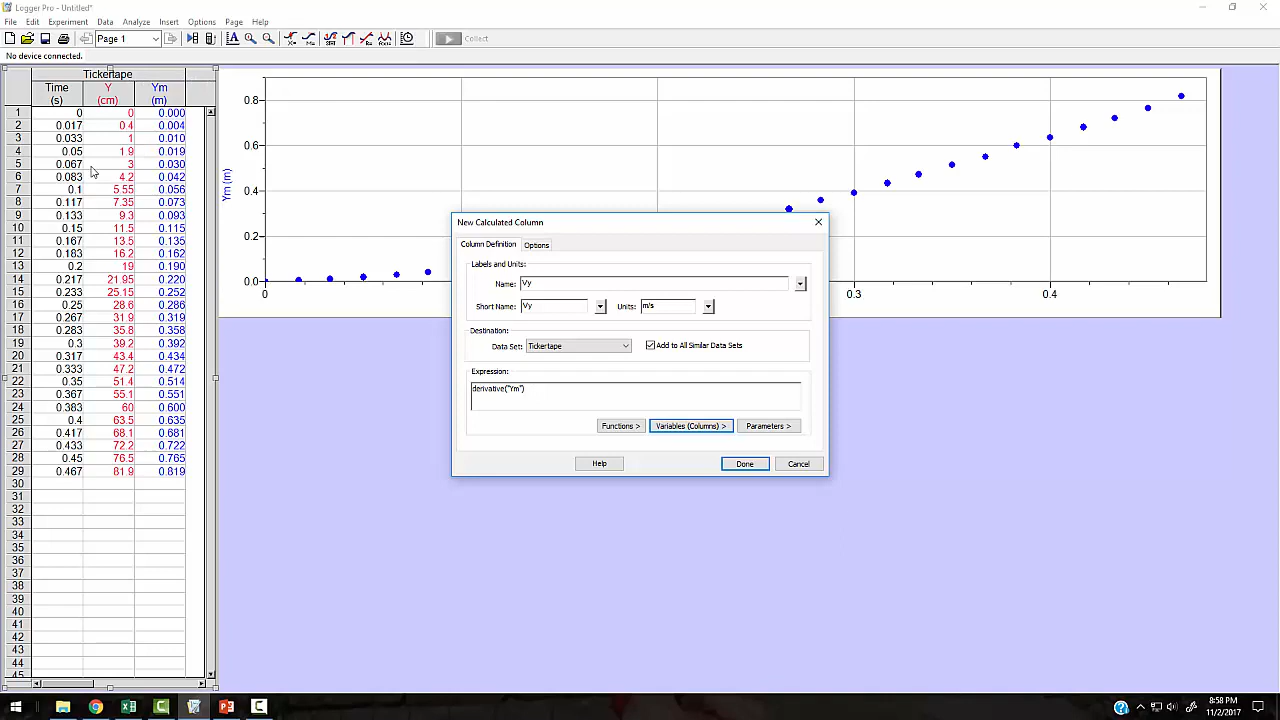 Logger Pro - Untitled*
File Edit Experiment Data Analyze Insert Options Page Help
Page 1 Collect
No device connected.
Tickertape
Time Y Ym
(s) (cm) (m)
1 0 0 0.000
2 0.017 0.4 0.004
3 0.033 1 0.010
4 0.05 1.9 0.019
5 0.067 3 0.030
6 0.083 4.2 0.042
7 0.1 5.55 0.056
8 0.117 7.35 0.073
9 0.133 9.3 0.093
10 0.15 11.5 0.115
11 0.167 13.5 0.135
12 0.183 16.2 0.162
13 0.2 19 0.190
14 0.217 21.95 0.220
15 0.233 25.15 0.252
16 0.25 28.6 0.286
17 0.267 31.9 0.319
18 0.283 35.8 0.358
19 0.3 39.2 0.392
20 0.317 43.4 0.434
21 0.333 47.2 0.472
22 0.35 51.4 0.514
23 0.367 55.1 0.551
24 0.383 60 0.600
25 0.4 63.5 0.635
26 0.417 68.1 0.681
27 0.433 72.2 0.722
28 0.45 76.5 0.765
29 0.467 81.9 0.819
30
31
32
33
34
35
36
37
38
39
40
41
42
43
44
45
Ym (m)
0.8
0.6
0.4
0.2
0.0
0 0.3 0.4
New Calculated Column
Column Definition Options
Labels and Units:
Name: Vy
Short Name: Vy Units: m/s
Destination:
Data Set: Tickertape Add to All Similar Data Sets
Expression:
derivative("Ym")
Functions > Variables (Columns) > Parameters >
Help Done Cancel
8:58 PM
11/2/2017